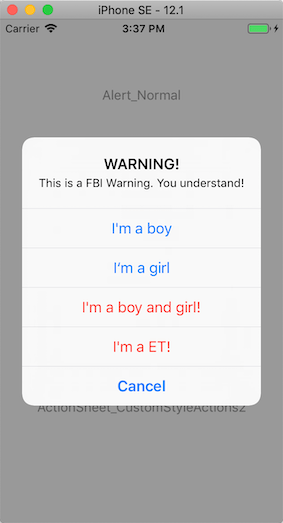 iPhone SE - 12.1
Carrier 3:37 PM
Alert_Normal
WARNING!
This is a FBI Warning. You understand!
I'm a boy
I‘m a girl
I'm a boy and girl!
I'm a ET!
Cancel
ActionSheet_CustomStyleActions2